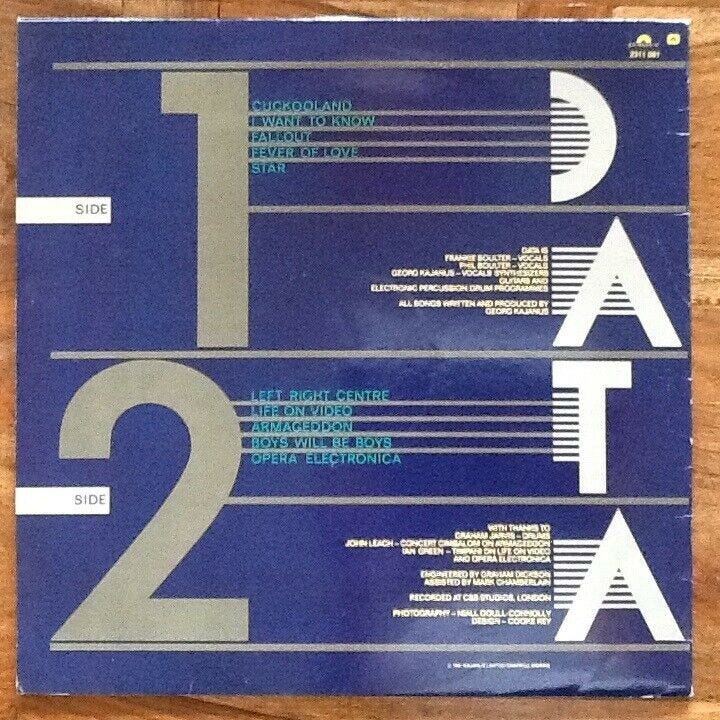 2311 081
1
DATA
CUCKOOLAND
I WANT TO KNOW
FALLOUT
FEVER OF LOVE
STAR
SIDE
DATA IS
FRANKIE BOULTER – VOCALS
PHIL BOULTER – VOCALS
GEORG KAJANUS – VOCALS SYNTHESIZERS
GUITARS AND
ELECTRONIC PERCUSSION DRUM PROGRAMMES
ALL SONGS WRITTEN AND PRODUCED BY
GEORG KAJANUS
2
LEFT RIGHT CENTRE
LIFE ON VIDEO
ARMAGEDDON
BOYS WILL BE BOYS
OPERA ELECTRONICA
SIDE
WITH THANKS TO
GRAHAM JARVIS – DRUMS
JOHN LEACH – CONCERT CIMBALOM ON ARMAGEDDON
IAN GREEN – TIMPANI ON LIFE ON VIDEO
AND OPERA ELECTRONICA
ENGINEERED BY GRAHAM DICKSON
ASSISTED BY MARK CHAMBERLAIN
RECORDED AT CBS STUDIOS, LONDON
PHOTOGRAPHY – NIALL DOULL-CONNOLLY
DESIGN – COOKE KEY